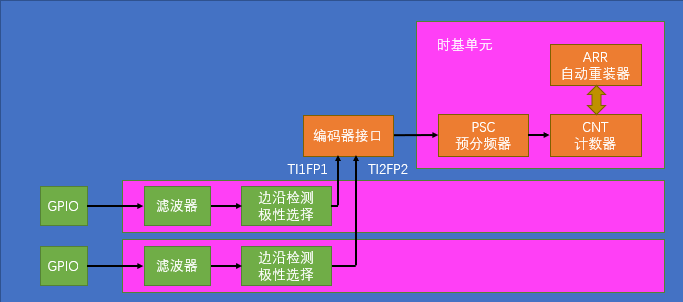 时基单元
ARR
自动重装器
编码器接口
PSC
预分频器
CNT
计数器
TI1FP1
TI2FP2
GPIO
滤波器
边沿检测
极性选择
GPIO
滤波器
边沿检测
极性选择